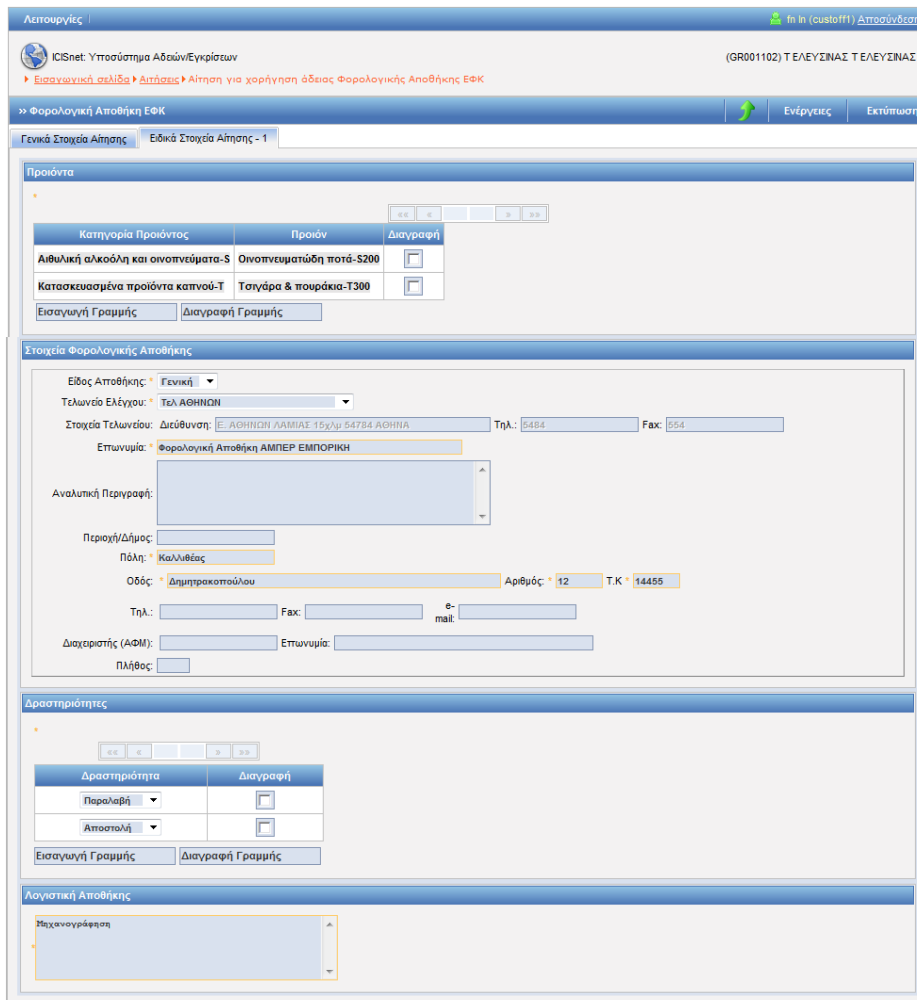 Λειτουργίες
fn ln (custoff1) Αποσύνδεση
ICISnet: Υποσύστημα Αδειών/Εγκρίσεων
(GR001102) Τ ΕΛΕΥΣΙΝΑΣ Τ ΕΛΕΥΣΙΝΑΣ
Εισαγωγική σελίδα Αιτήσεις Αίτηση για χορήγηση άδειας Φορολογικής Αποθήκης ΕΦΚ
›› Φορολογική Αποθήκη ΕΦΚ
Ενέργειες Εκτύπωση
Γενικά Στοιχεία Αίτησης Ειδικά Στοιχεία Αίτησης - 1
Προιόντα
*
«« « » »»
Κατηγορία Προιόντος Προιόν Διαγραφή
Αιθυλική αλκοόλη και οινοπνεύματα-S Οινοπνευματώδη ποτά-S200
Κατασκευασμένα προϊόντα καπνού-T Τσιγάρα & πουράκια-T300
Εισαγωγή Γραμμής Διαγραφή Γραμμής
Στοιχεία Φορολογικής Αποθήκης
Είδος Αποθήκης: * Γενική
Τελωνείο Ελέγχου: * Τελ ΑΘΗΝΩΝ
Στοιχεία Τελωνείου: Διεύθυνση: Ε. ΑΘΗΝΩΝ ΛΑΜΙΑΣ 15χλμ 54784 ΑΘΗΝΑ Τηλ.: 5484 Fax: 554
Επωνυμία: * Φορολογική Αποθήκη ΑΜΠΕΡ ΕΜΠΟΡΙΚΗ
Αναλυτική Περιγραφή:
Περιοχή/Δήμος:
Πόλη: * Καλλιθέας
Οδός: * Δημητρακοπούλου Αριθμός: * 12 Τ.Κ * 14455
Τηλ.: Fax: e-mail:
Διαχειριστής (ΑΦΜ): Επωνυμία:
Πλήθος:
Δραστηριότητες
*
«« « » »»
Δραστηριότητα Διαγραφή
Παραλαβή
Αποστολή
Εισαγωγή Γραμμής Διαγραφή Γραμμής
Λογιστική Αποθήκης
Μηχανογράφηση
*